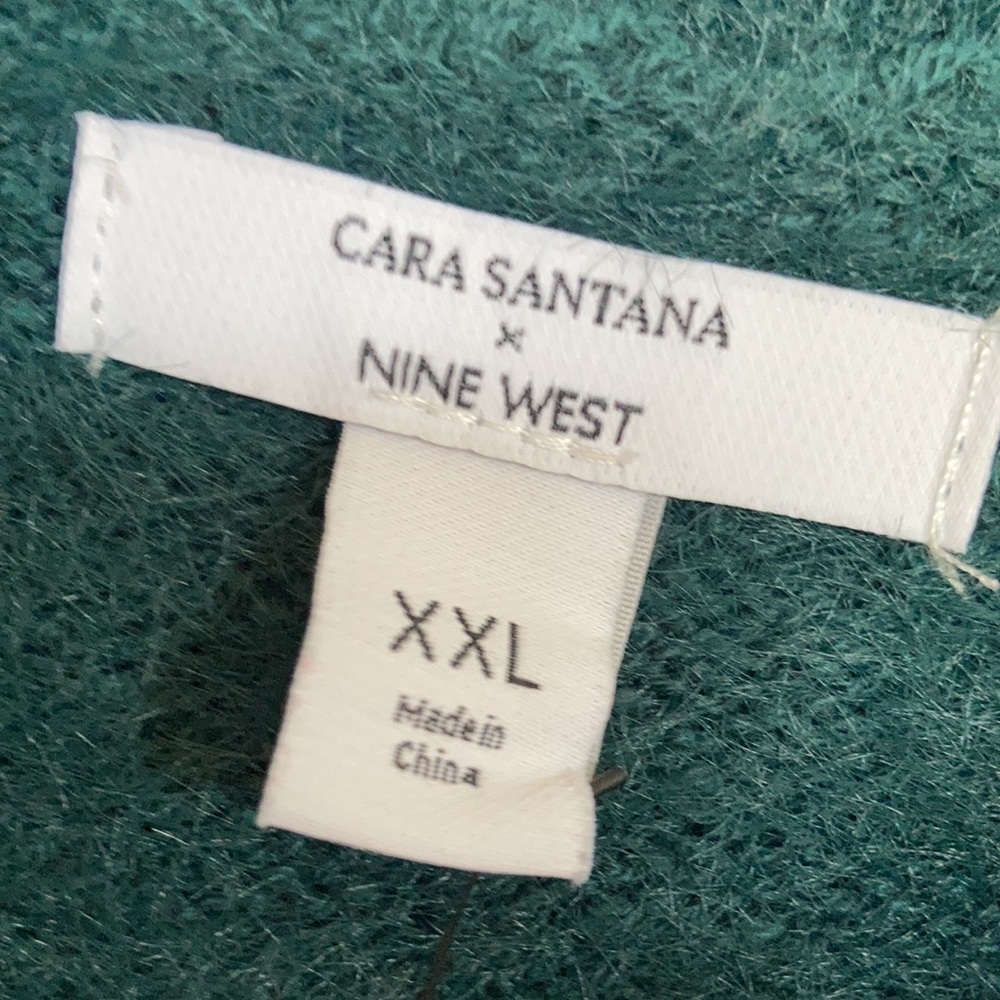 CARA SANTANA
x
NINE WEST
XXL
Made in
China